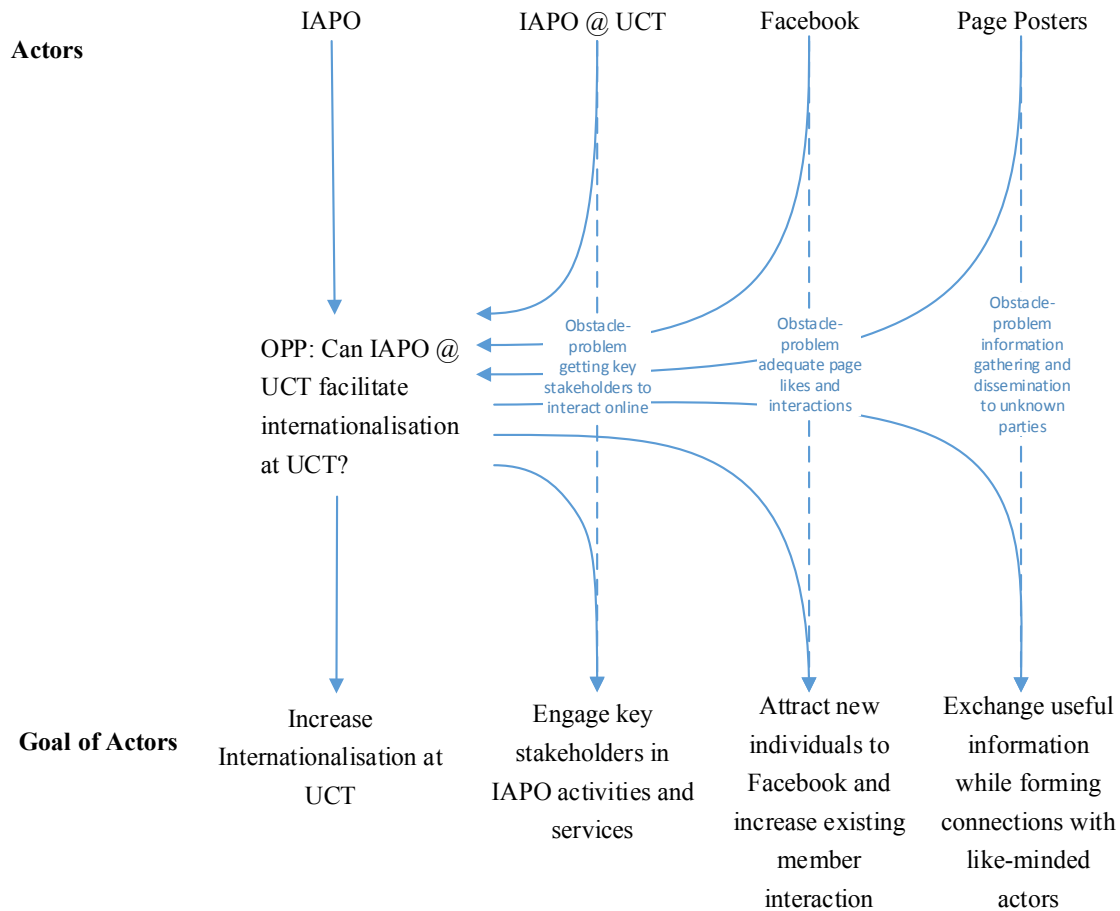 IAPO
IAPO @ UCT
Facebook
Page Posters
Actors
OPP: Can IAPO @
UCT facilitate
internationalisation
at UCT?
Obstacle-
problem
getting key
stakeholders to
interact online
Obstacle-
problem
adequate page
likes and
interactions
Obstacle-
problem
information
gathering and
dissemination
to unknown
parties
Goal of Actors
Increase
Internationalisation at
UCT
Engage key
stakeholders in
IAPO activities and
services
Attract new
individuals to
Facebook and
increase existing
member
interaction
Exchange useful
information
while forming
connections with
like-minded
actors